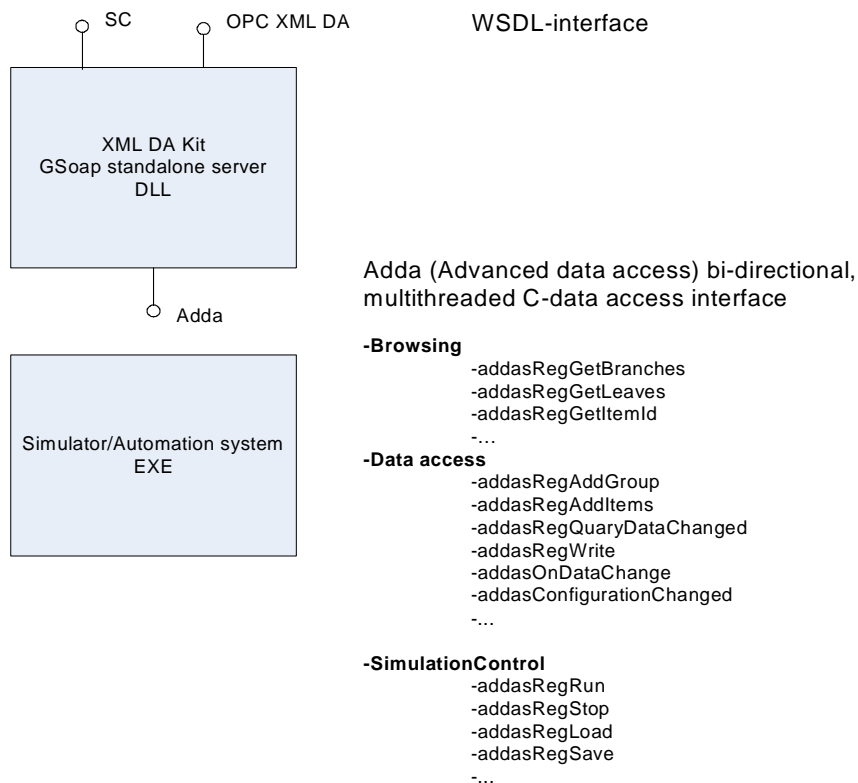 SC
OPC XML DA
WSDL-interface
XML DA Kit
GSoap standalone server
DLL
Adda (Advanced data access) bi-directional,
multithreaded C-data access interface
Adda
-Browsing
-addasRegGetBranches
-addasRegGetLeaves
-addasRegGetItemId
-...
Simulator/Automation system
EXE
-Data access
-addasRegAddGroup
-addasRegAddItems
-addasRegQuaryDataChanged
-addasRegWrite
-addasOnDataChange
-addasConfigurationChanged
-...
-SimulationControl
-addasRegRun
-addasRegStop
-addasRegLoad
-addasRegSave
-...